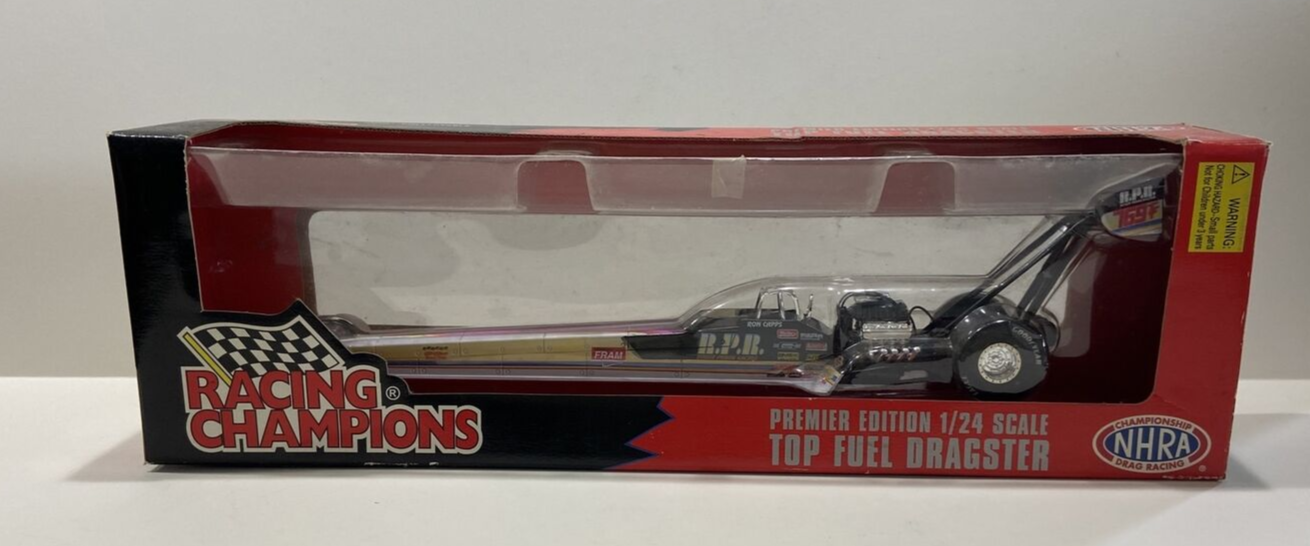 WARNING:
CHOKING HAZARD-Small parts
Not for Children under 3 years
R.P.R.
RON CAPPS
R.P.R.
FRAM
RACING
CHAMPIONS
®
PREMIER EDITION 1/24 SCALE
TOP FUEL DRAGSTER
CHAMPIONSHIP
NHRA
DRAG RACING
®